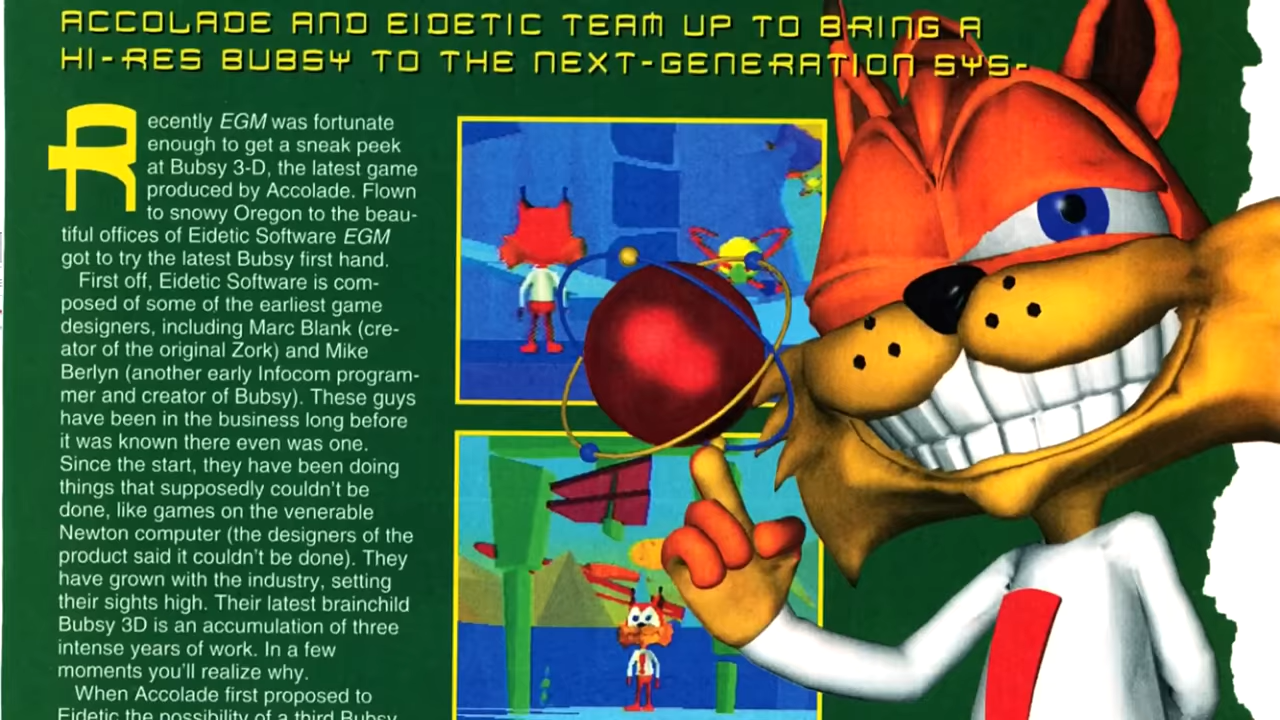 ACCOLADE AND EIDETIC TEAM UP TO BRING A
HI-RES BUBSY TO THE NEXT-GENERATION SYS-
Recently EGM was fortunate
enough to get a sneak peek
at Bubsy 3-D, the latest game
produced by Accolade. Flown
to snowy Oregon to the beau-
tiful offices of Eidetic Software EGM
got to try the latest Bubsy first hand.
First off, Eidetic Software is com-
posed of some of the earliest game
designers, including Marc Blank (cre-
ator of the original Zork) and Mike
Berlyn (another early Infocom program-
mer and creator of Bubsy). These guys
have been in the business long before
it was known there even was one.
Since the start, they have been doing
things that supposedly couldn't be
done, like games on the venerable
Newton computer (the designers of the
product said it couldn't be done). They
have grown with the industry, setting
their sights high. Their latest brainchild
Bubsy 3D is an accumulation of three
intense years of work. In a few
moments you'll realize why.
When Accolade first proposed to
Eidetic the possibility of a third Bubsy